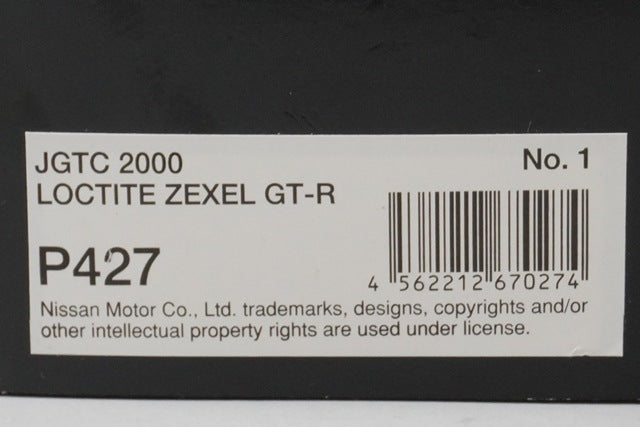 JGTC 2000 No. 1
LOCTITE ZEXEL GT-R
P427
4 562212 670274
Nissan Motor Co., Ltd. trademarks, designs, copyrights and/or
other intellectual property rights are used under license.